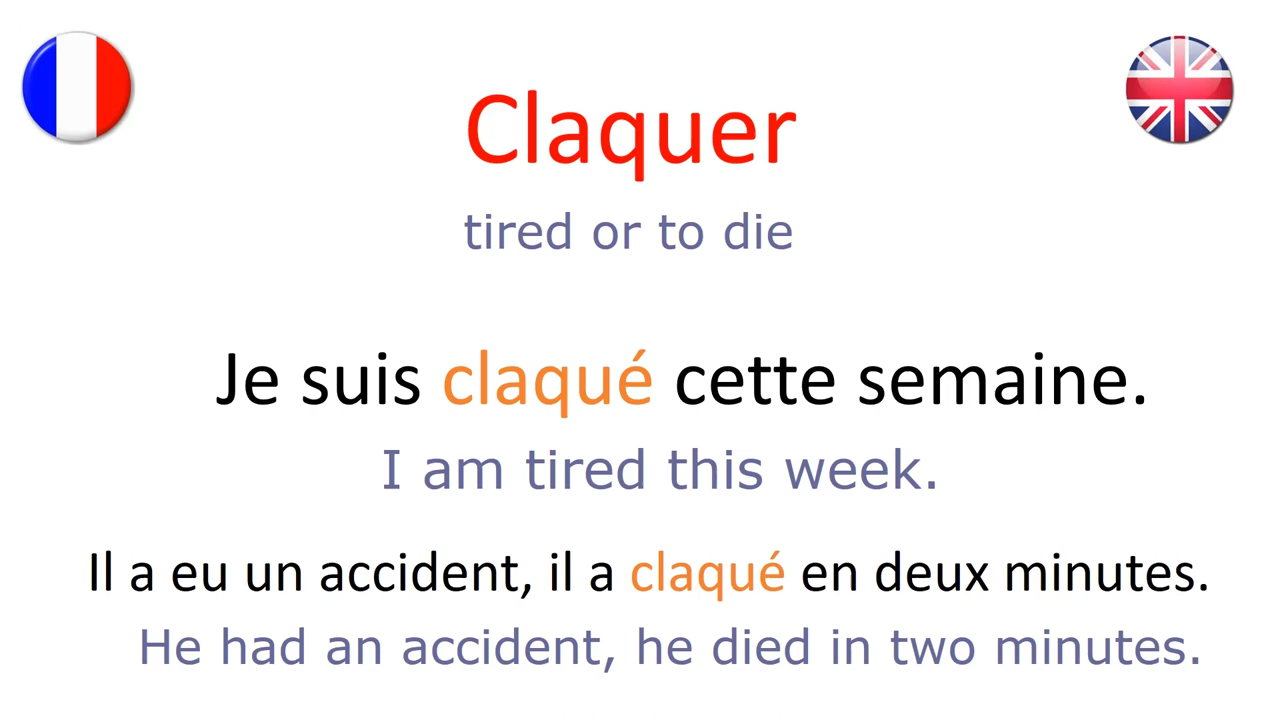 Claquer
tired or to die
Je suis claqué cette semaine.
I am tired this week.
Il a eu un accident, il a claqué en deux minutes.
He had an accident, he died in two minutes.